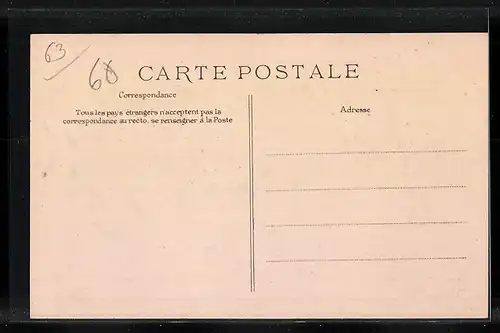 63
60
CARTE POSTALE
Correspondance
Tous les pays étrangers n'acceptent pas la
correspondance au recto, se renseigner à la Poste
Adresse